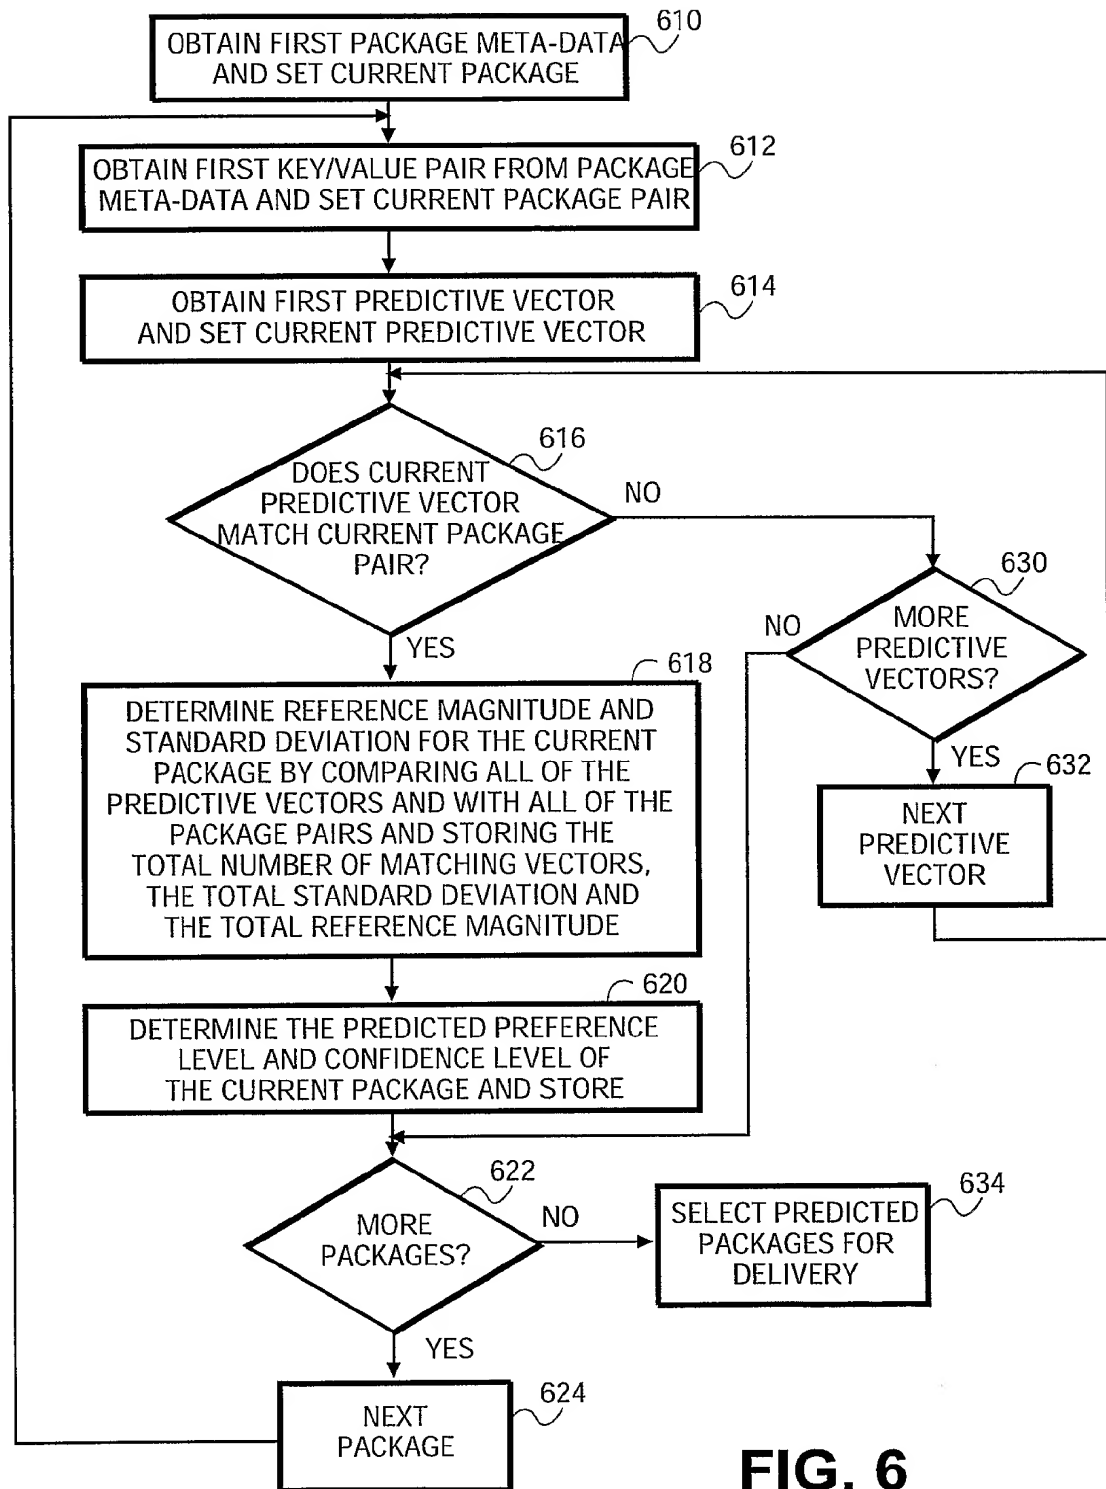 610
OBTAIN FIRST PACKAGE META-DATA
AND SET CURRENT PACKAGE
612
OBTAIN FIRST KEY/VALUE PAIR FROM PACKAGE
META-DATA AND SET CURRENT PACKAGE PAIR
614
OBTAIN FIRST PREDICTIVE VECTOR
AND SET CURRENT PREDICTIVE VECTOR
616
DOES CURRENT
PREDICTIVE VECTOR
MATCH CURRENT PACKAGE
PAIR?
NO
YES
630
MORE
PREDICTIVE
VECTORS?
NO
YES
632
NEXT
PREDICTIVE
VECTOR
618
DETERMINE REFERENCE MAGNITUDE AND
STANDARD DEVIATION FOR THE CURRENT
PACKAGE BY COMPARING ALL OF THE
PREDICTIVE VECTORS AND WITH ALL OF THE
PACKAGE PAIRS AND STORING THE
TOTAL NUMBER OF MATCHING VECTORS,
THE TOTAL STANDARD DEVIATION AND
THE TOTAL REFERENCE MAGNITUDE
620
DETERMINE THE PREDICTED PREFERENCE
LEVEL AND CONFIDENCE LEVEL OF
THE CURRENT PACKAGE AND STORE
622
MORE
PACKAGES?
NO
YES
634
SELECT PREDICTED
PACKAGES FOR
DELIVERY
624
NEXT
PACKAGE
FIG. 6